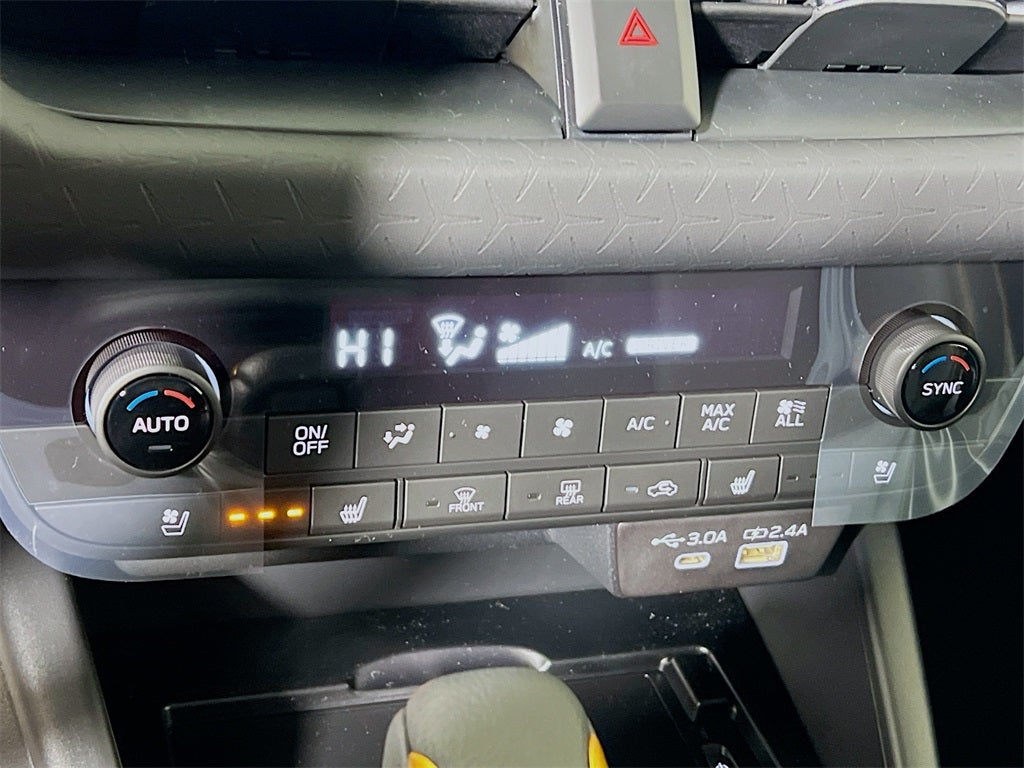 HI A/C
AUTO
SYNC
ON/
OFF
A/C
MAX
A/C
ALL
FRONT
REAR
3.0A
2.4A